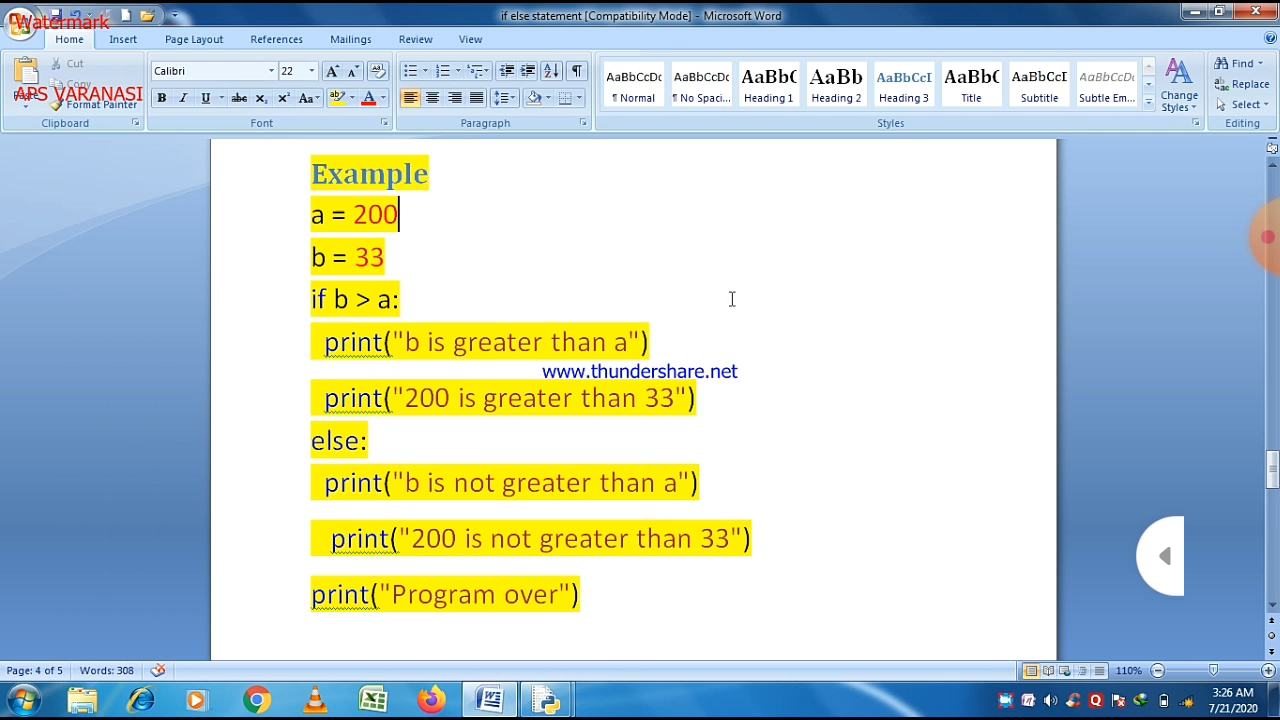 if else statement [Compatibility Mode] - Microsoft Word
Watermark
Home Insert Page Layout References Mailings Review View
Cut
Copy
Paste
APS VARANASI
Format Painter
Calibri 22
AaBbCcDc AaBbCcDc AaBbC AaBb AaBbCcI AaBbC AaBbCcI AaBbCcDc
¶ Normal ¶ No Spaci... Heading 1 Heading 2 Heading 3 Title Subtitle Subtle Em...
Change Styles
Find
Replace
Select
Clipboard Font Paragraph Styles Editing
Example
a = 200
b = 33
if b > a:
print("b is greater than a")
www.thundershare.net
print("200 is greater than 33")
else:
print("b is not greater than a")
print("200 is not greater than 33")
print("Program over")
Page: 4 of 5 Words: 308 110%
3:26 AM
7/21/2020